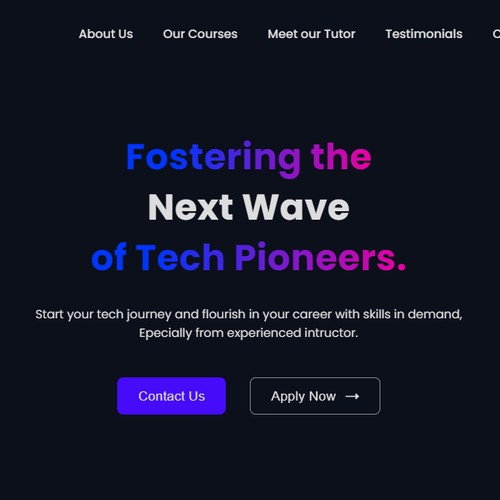 About Us Our Courses Meet our Tutor Testimonials
Fostering the
Next Wave
of Tech Pioneers.
Start your tech journey and flourish in your career with skills in demand,
Epecially from experienced intructor.
Contact Us Apply Now →